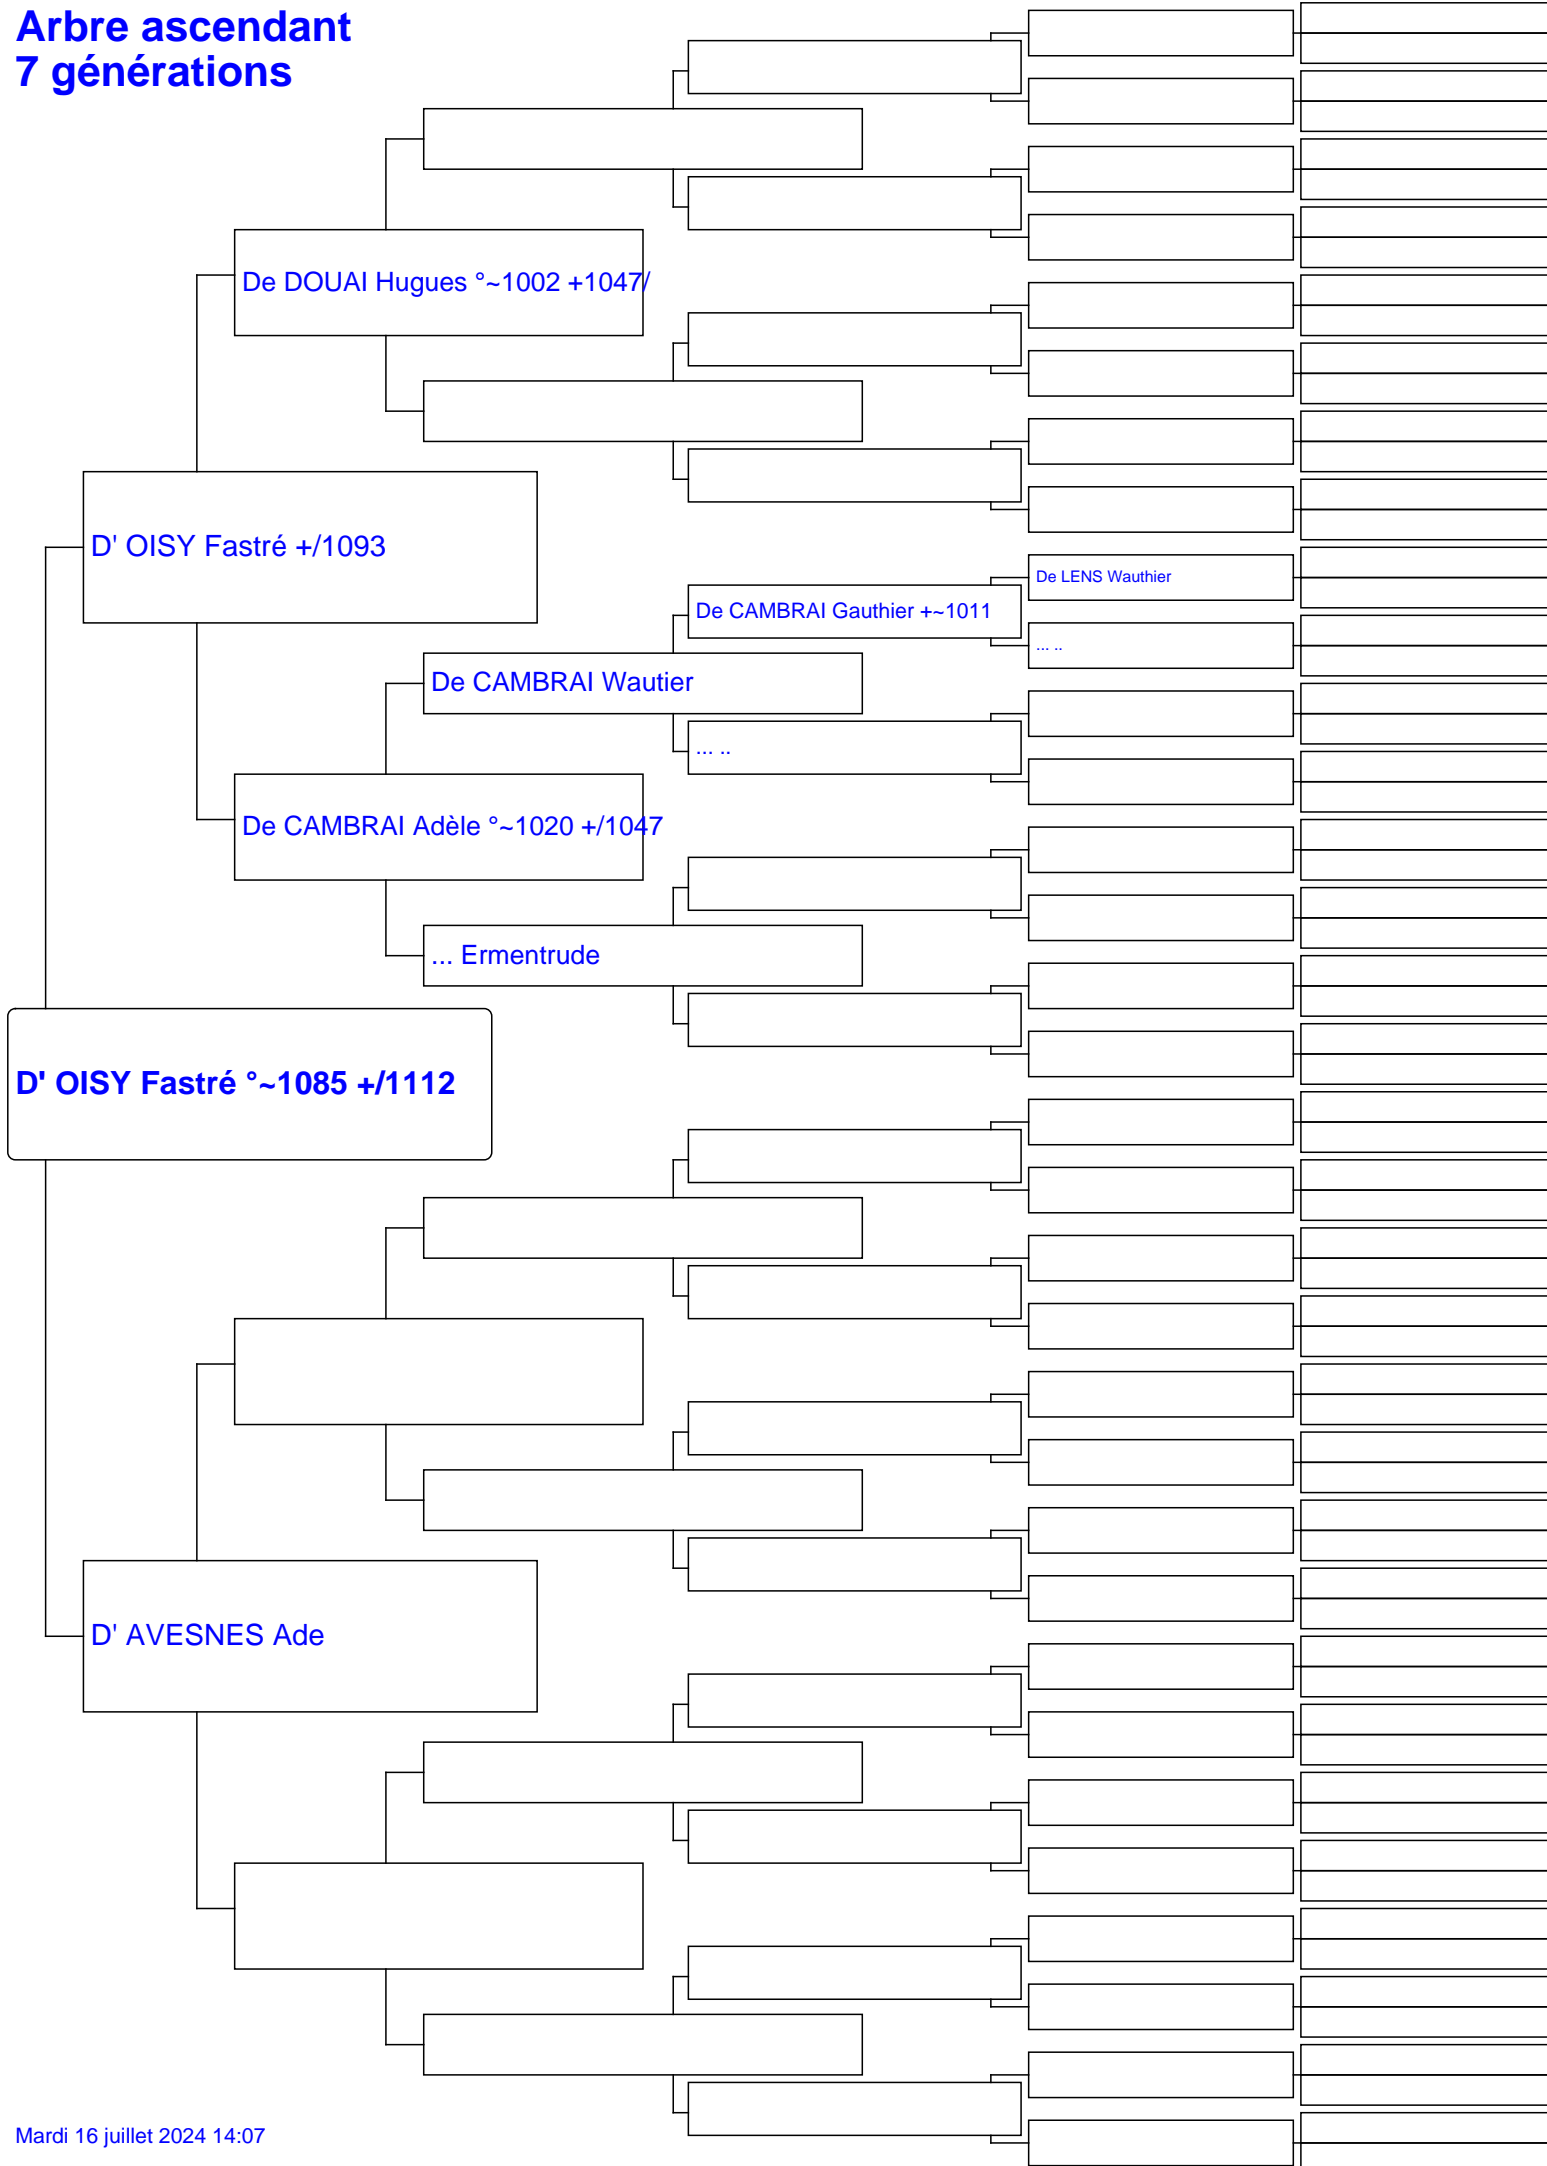 Arbre ascendant
7 générations
De DOUAI Hugues °~1002 +1047/
D' OISY Fastré +/1093
De LENS Wauthier
De CAMBRAI Gauthier +~1011
... ..
De CAMBRAI Wautier
... ..
De CAMBRAI Adèle °~1020 +/1047
... Ermentrude
D' OISY Fastré °~1085 +/1112
D' AVESNES Ade
Mardi 16 juillet 2024 14:07